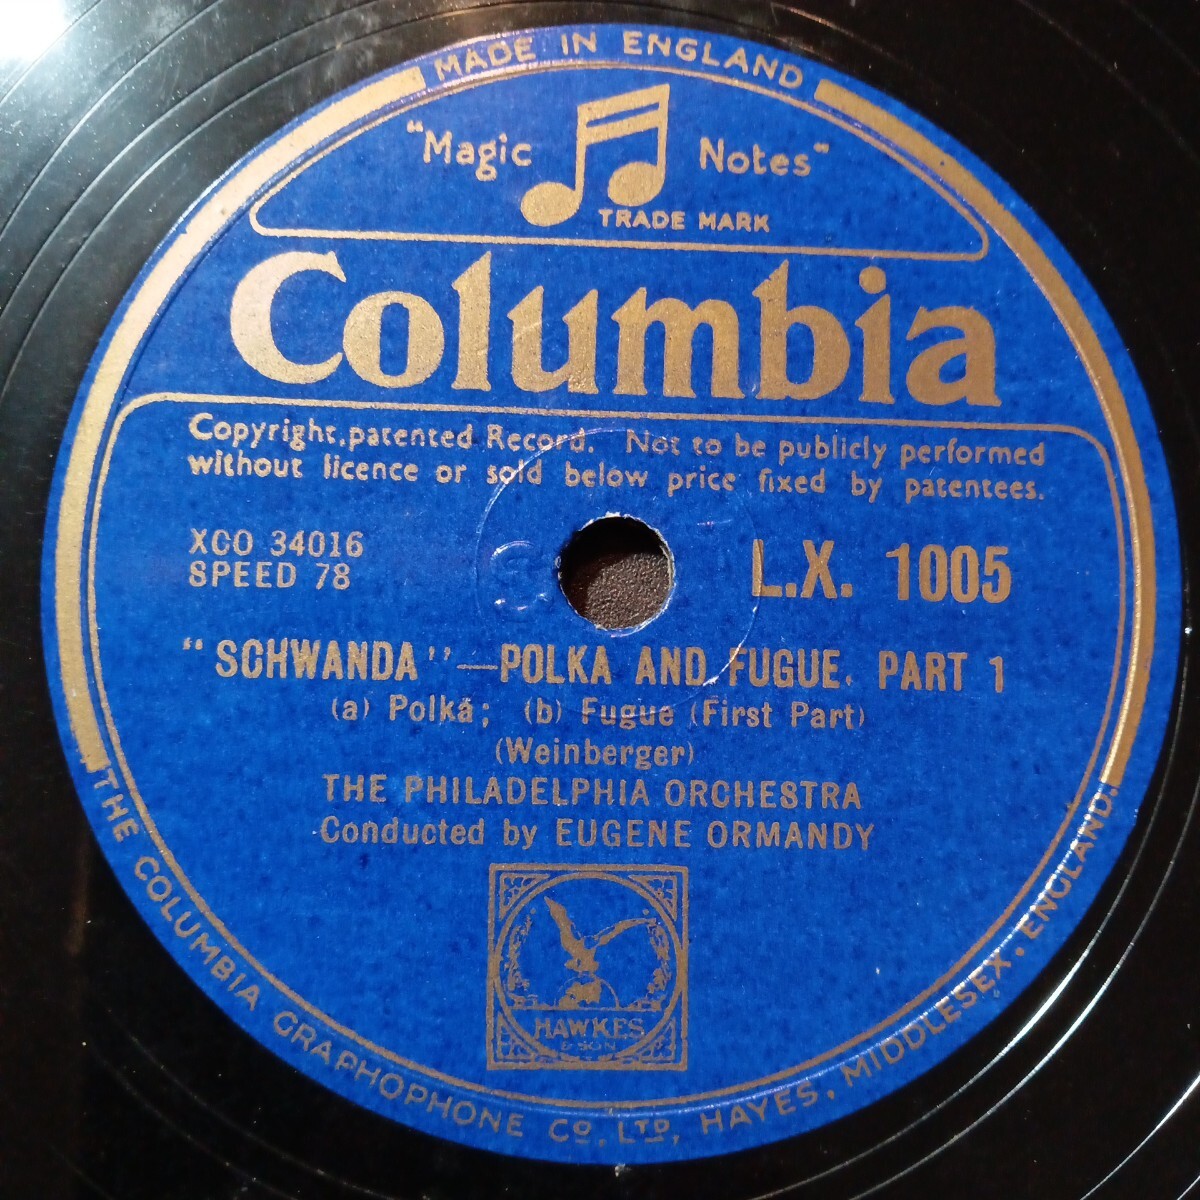 MADE IN ENGLAND
"Magic Notes"
TRADE MARK
Columbia
Copyright, patented Record. Not to be publicly performed
without licence or sold below price fixed by patentees.
XCO 34016
SPEED 78
L.X. 1005
"SCHWANDA"—POLKA AND FUGUE. PART 1
(a) Polka; (b) Fugue (First Part)
(Weinberger)
THE PHILADELPHIA ORCHESTRA
Conducted by EUGENE ORMANDY
HAWKES
& SON
THE COLUMBIA GRAPHOPHONE CO, LTD, HAYES, MIDDLESEX, ENGLAND.